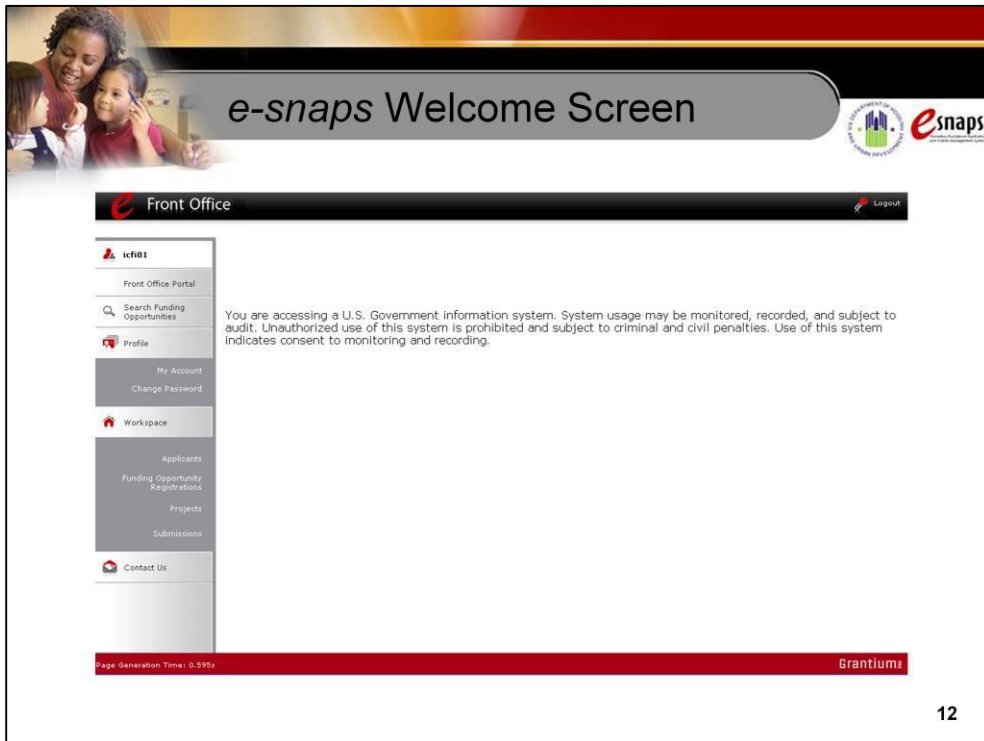 e-snaps Welcome Screen
esnaps
e Front Office
Logout
icfi01
Front Office Portal
Search Funding
Opportunities
Profile
My Account
Change Password
Workspace
Applicants
Funding Opportunity
Registrations
Projects
Submissions
Contact Us
You are accessing a U.S. Government information system. System usage may be monitored, recorded, and subject to
audit. Unauthorized use of this system is prohibited and subject to criminal and civil penalties. Use of this system
indicates consent to monitoring and recording.
Page Generation Time: 0.595s
Grantium
12